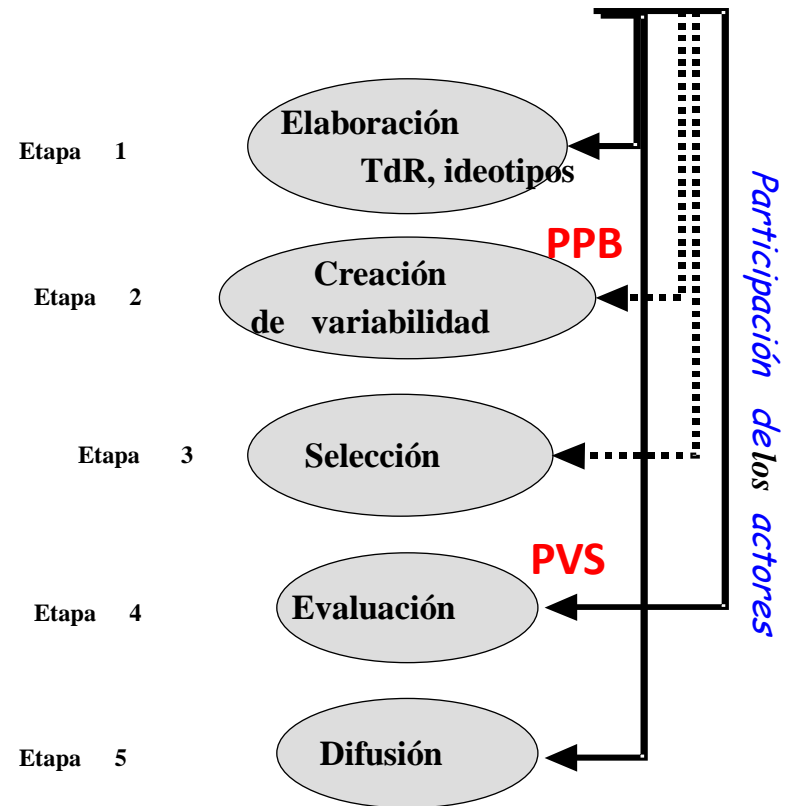 Etapa 1
Elaboración
TdR, ideotipos
PPB
Etapa 2
Creación
de variabilidad
Etapa 3
Selección
PVS
Etapa 4
Evaluación
Etapa 5
Difusión
Participación de los actores